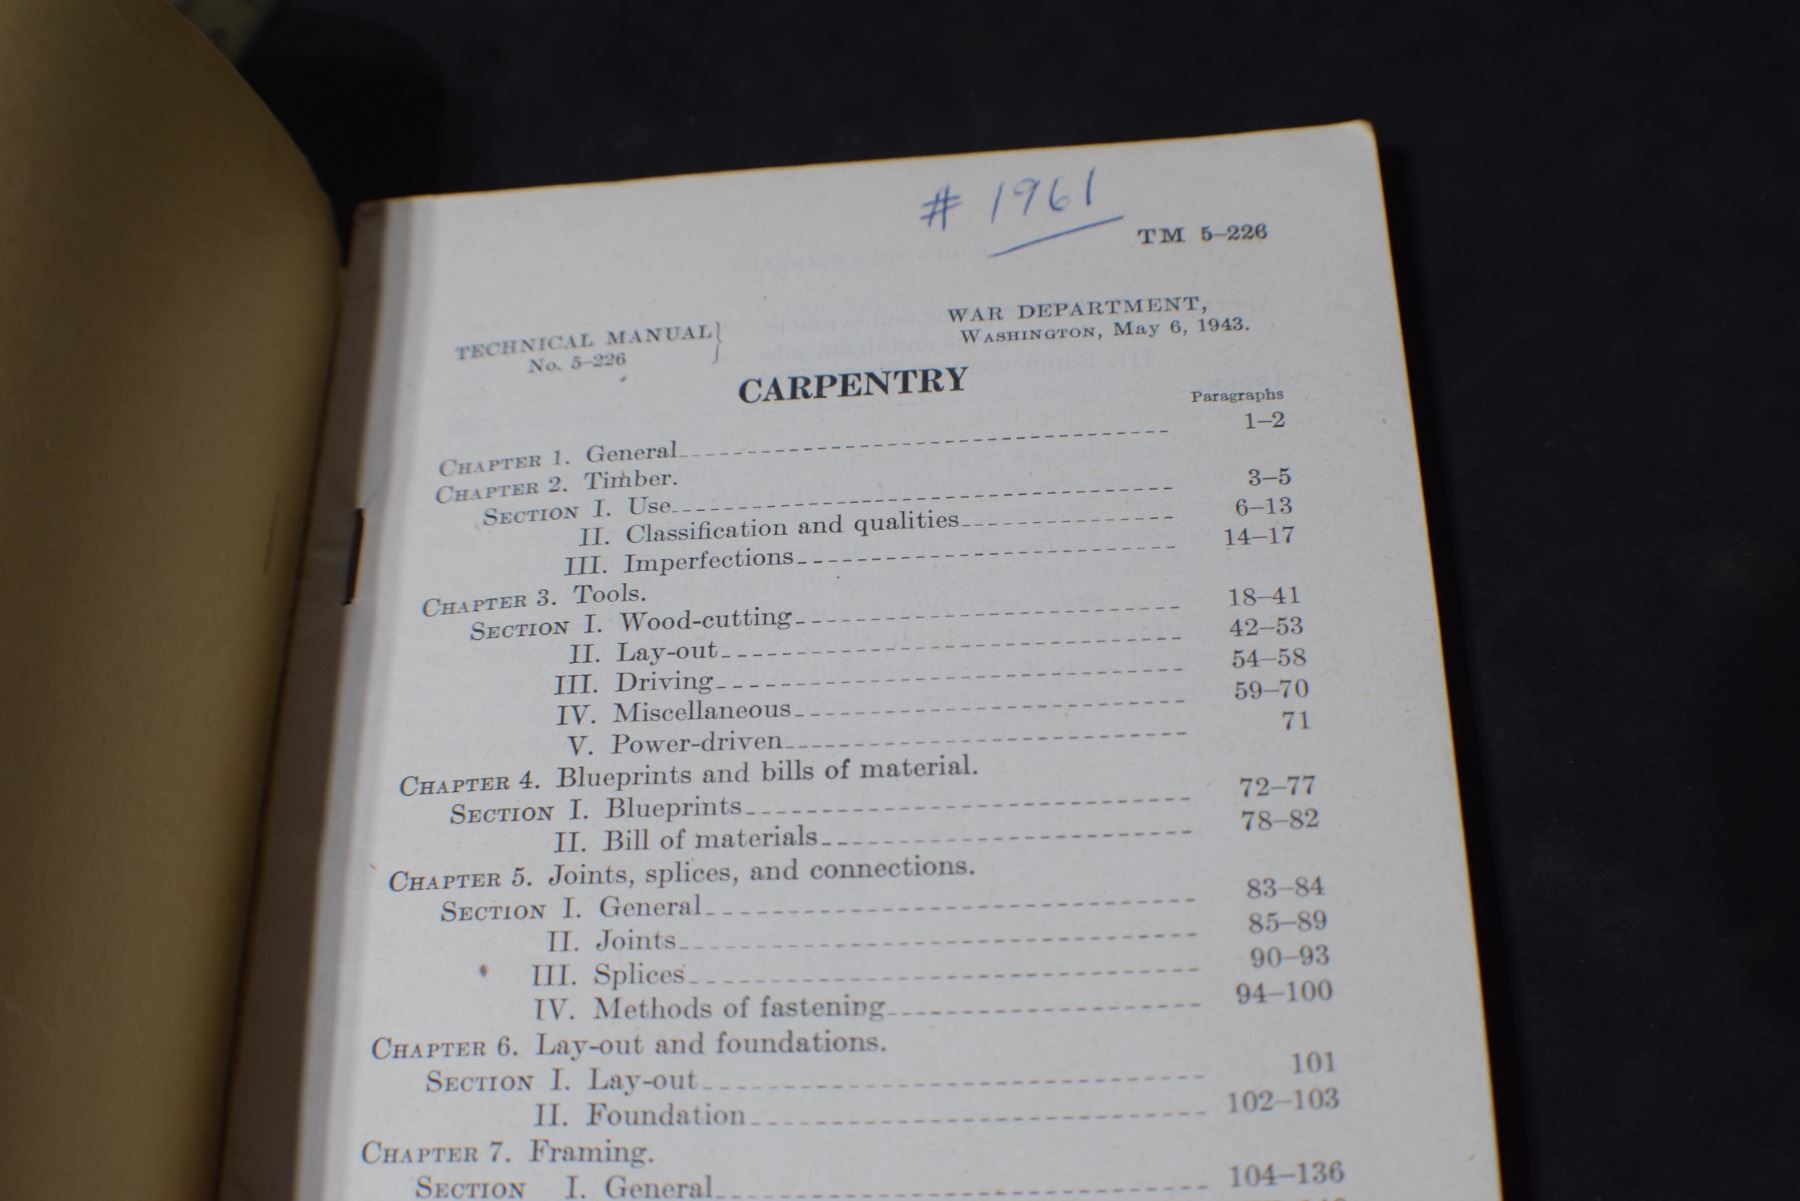 # 1961
TM 5–226
TECHNICAL MANUAL}
No. 5–226
WAR DEPARTMENT,
WASHINGTON, May 6, 1943.
CARPENTRY
Paragraphs
CHAPTER 1. General 1–2
CHAPTER 2. Timber.
SECTION I. Use 3–5
II. Classification and qualities 6–13
III. Imperfections 14–17
CHAPTER 3. Tools.
SECTION I. Wood-cutting 18–41
II. Lay-out 42–53
III. Driving 54–58
IV. Miscellaneous 59–70
V. Power-driven 71
CHAPTER 4. Blueprints and bills of material.
SECTION I. Blueprints 72–77
II. Bill of materials 78–82
CHAPTER 5. Joints, splices, and connections.
SECTION I. General 83–84
II. Joints 85–89
III. Splices 90–93
IV. Methods of fastening 94–100
CHAPTER 6. Lay-out and foundations.
SECTION I. Lay-out 101
II. Foundation 102–103
CHAPTER 7. Framing.
SECTION I. General 104–136